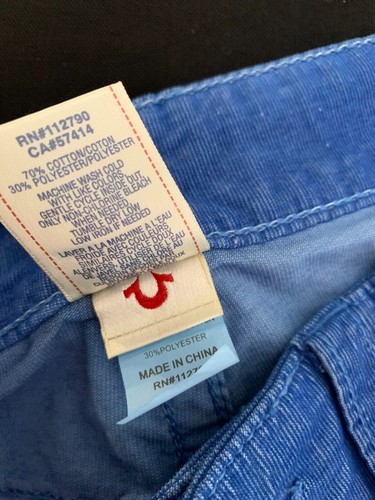 RN#112790
CA#57414
70% COTTON/COTON
30% POLYESTER/POLYESTER
MACHINE WASH COLD
WITH LIKE COLORS
GENTLE CYCLE INSIDE OUT
ONLY NON-CHLORINE BLEACH
WHEN NEEDED
TUMBLE DRY LOW
LOW IRON IF NEEDED
LAVER A LA MACHINE A L'EAU
30%POLYESTER
MADE IN CHINA
RN#1127